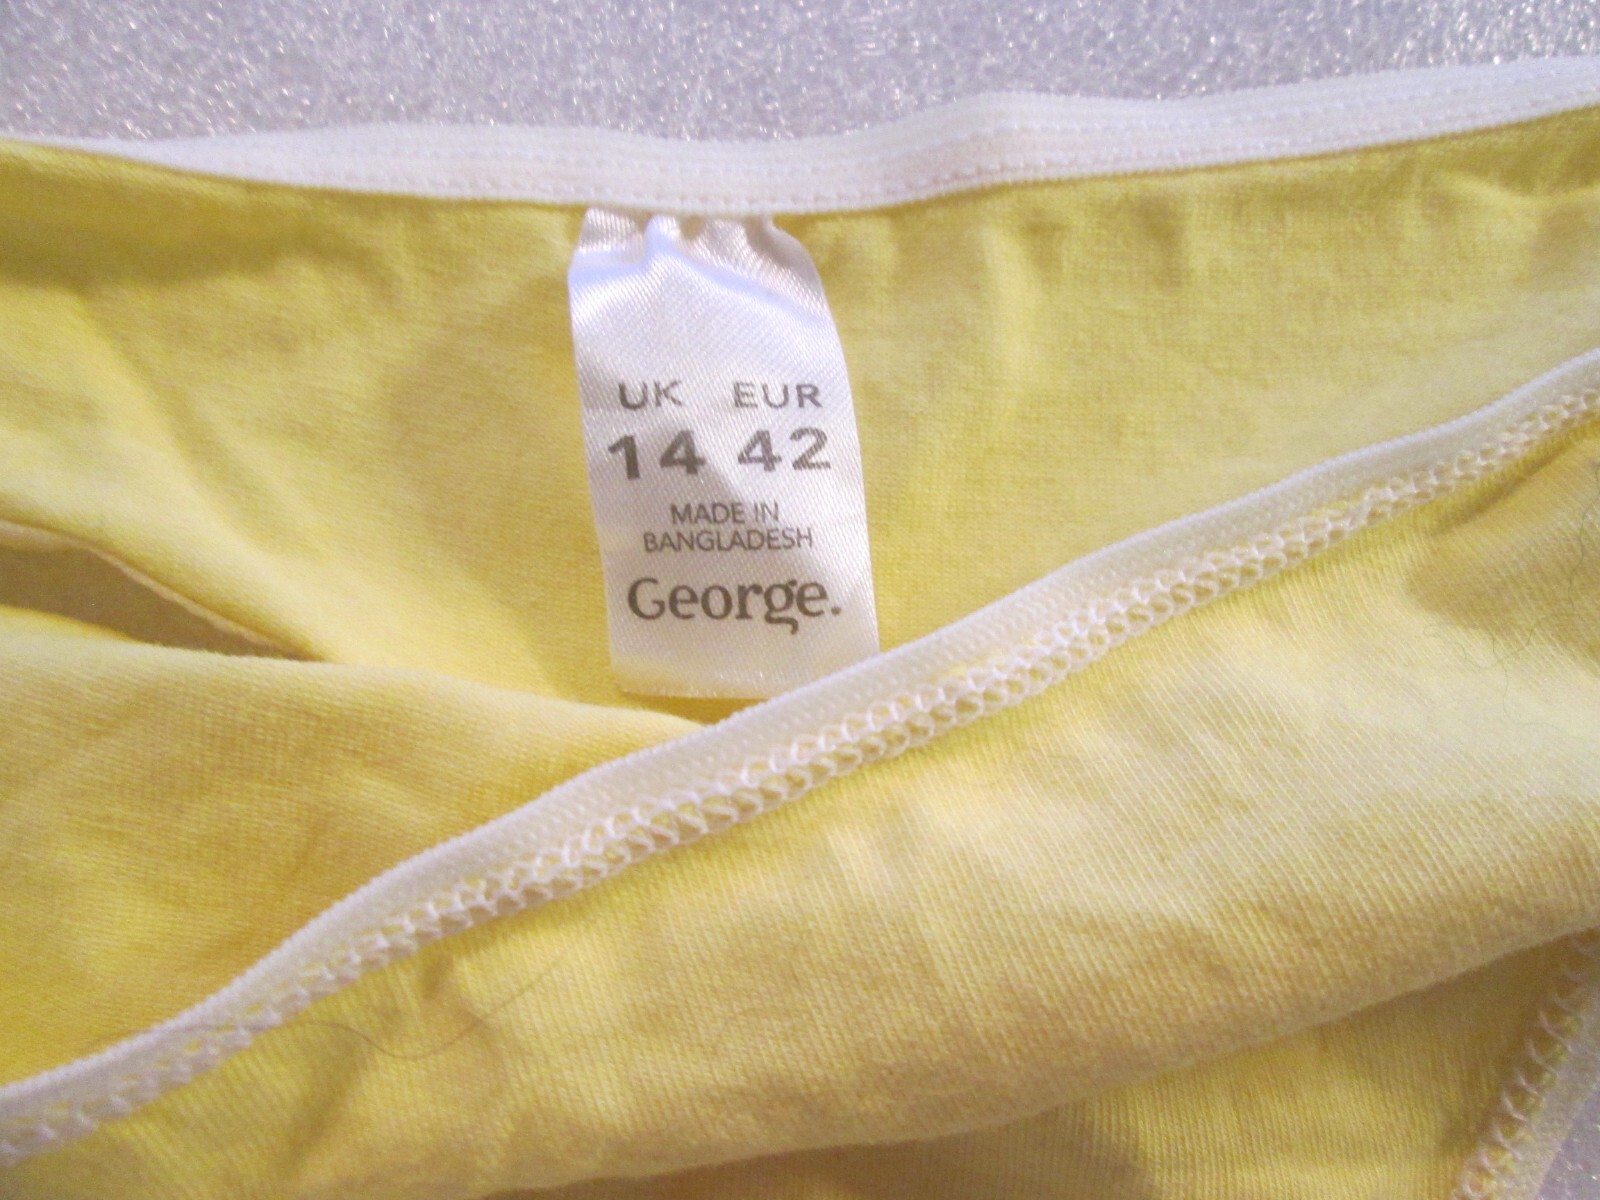 UK EUR
14 42
MADE IN
BANGLADESH
George.